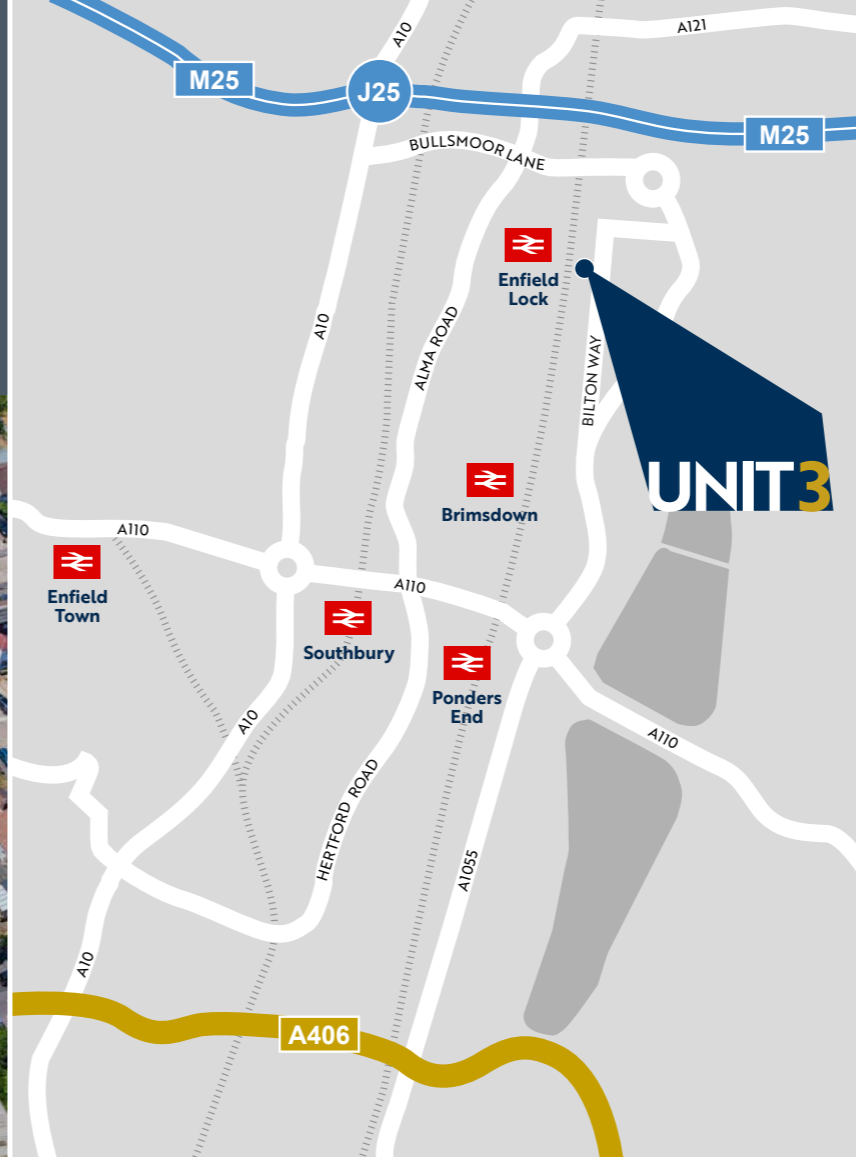 A10
A121
M25
J25
M25
BULLSMOOR LANE
Enfield
Lock
A10
ALMA ROAD
BILTON WAY
UNIT3
Brimsdown
A110
Enfield
Town
A110
Southbury
Ponders
End
A10
A110
HERTFORD ROAD
A1055
A10
A406